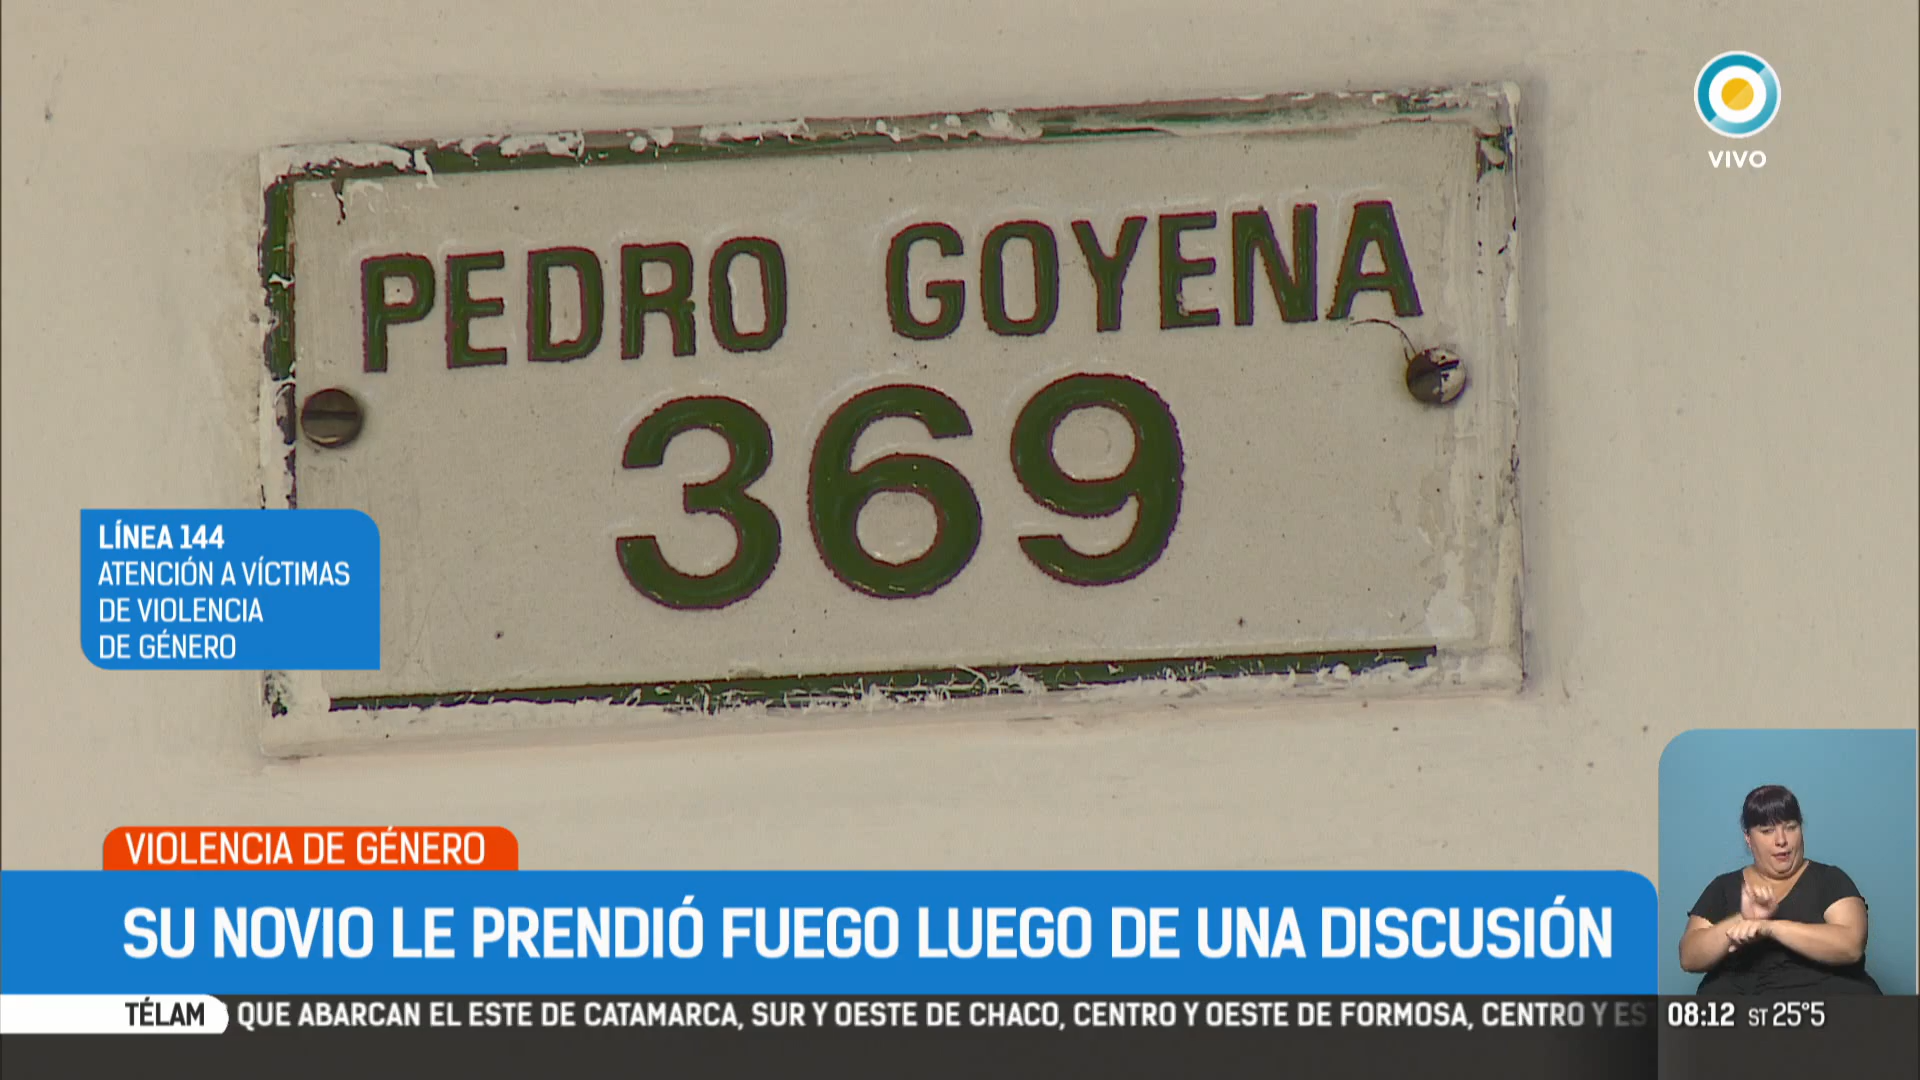 VIVO
PEDRO GOYENA
369
LÍNEA 144
ATENCIÓN A VÍCTIMAS
DE VIOLENCIA
DE GÉNERO
VIOLENCIA DE GÉNERO
SU NOVIO LE PRENDIÓ FUEGO LUEGO DE UNA DISCUSIÓN
TÉLAM QUE ABARCAN EL ESTE DE CATAMARCA, SUR Y OESTE DE CHACO, CENTRO Y OESTE DE FORMOSA, CENTRO Y ES 08:12 ST 25°5